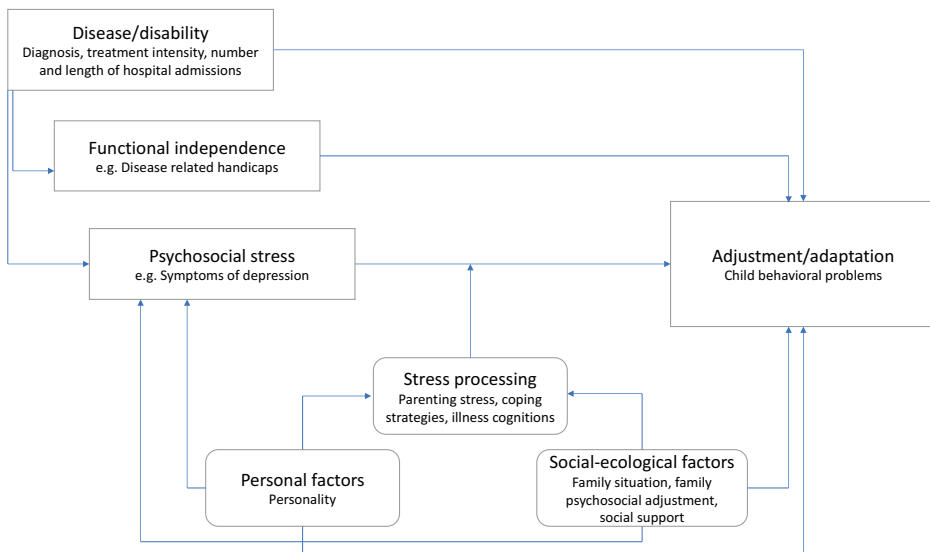 Disease/disability
Diagnosis, treatment intensity, number
and length of hospital admissions
Functional independence
e.g. Disease related handicaps
Psychosocial stress
e.g. Symptoms of depression
Adjustment/adaptation
Child behavioral problems
Stress processing
Parenting stress, coping
strategies, illness cognitions
Personal factors
Personality
Social-ecological factors
Family situation, family
psychosocial adjustment,
social support